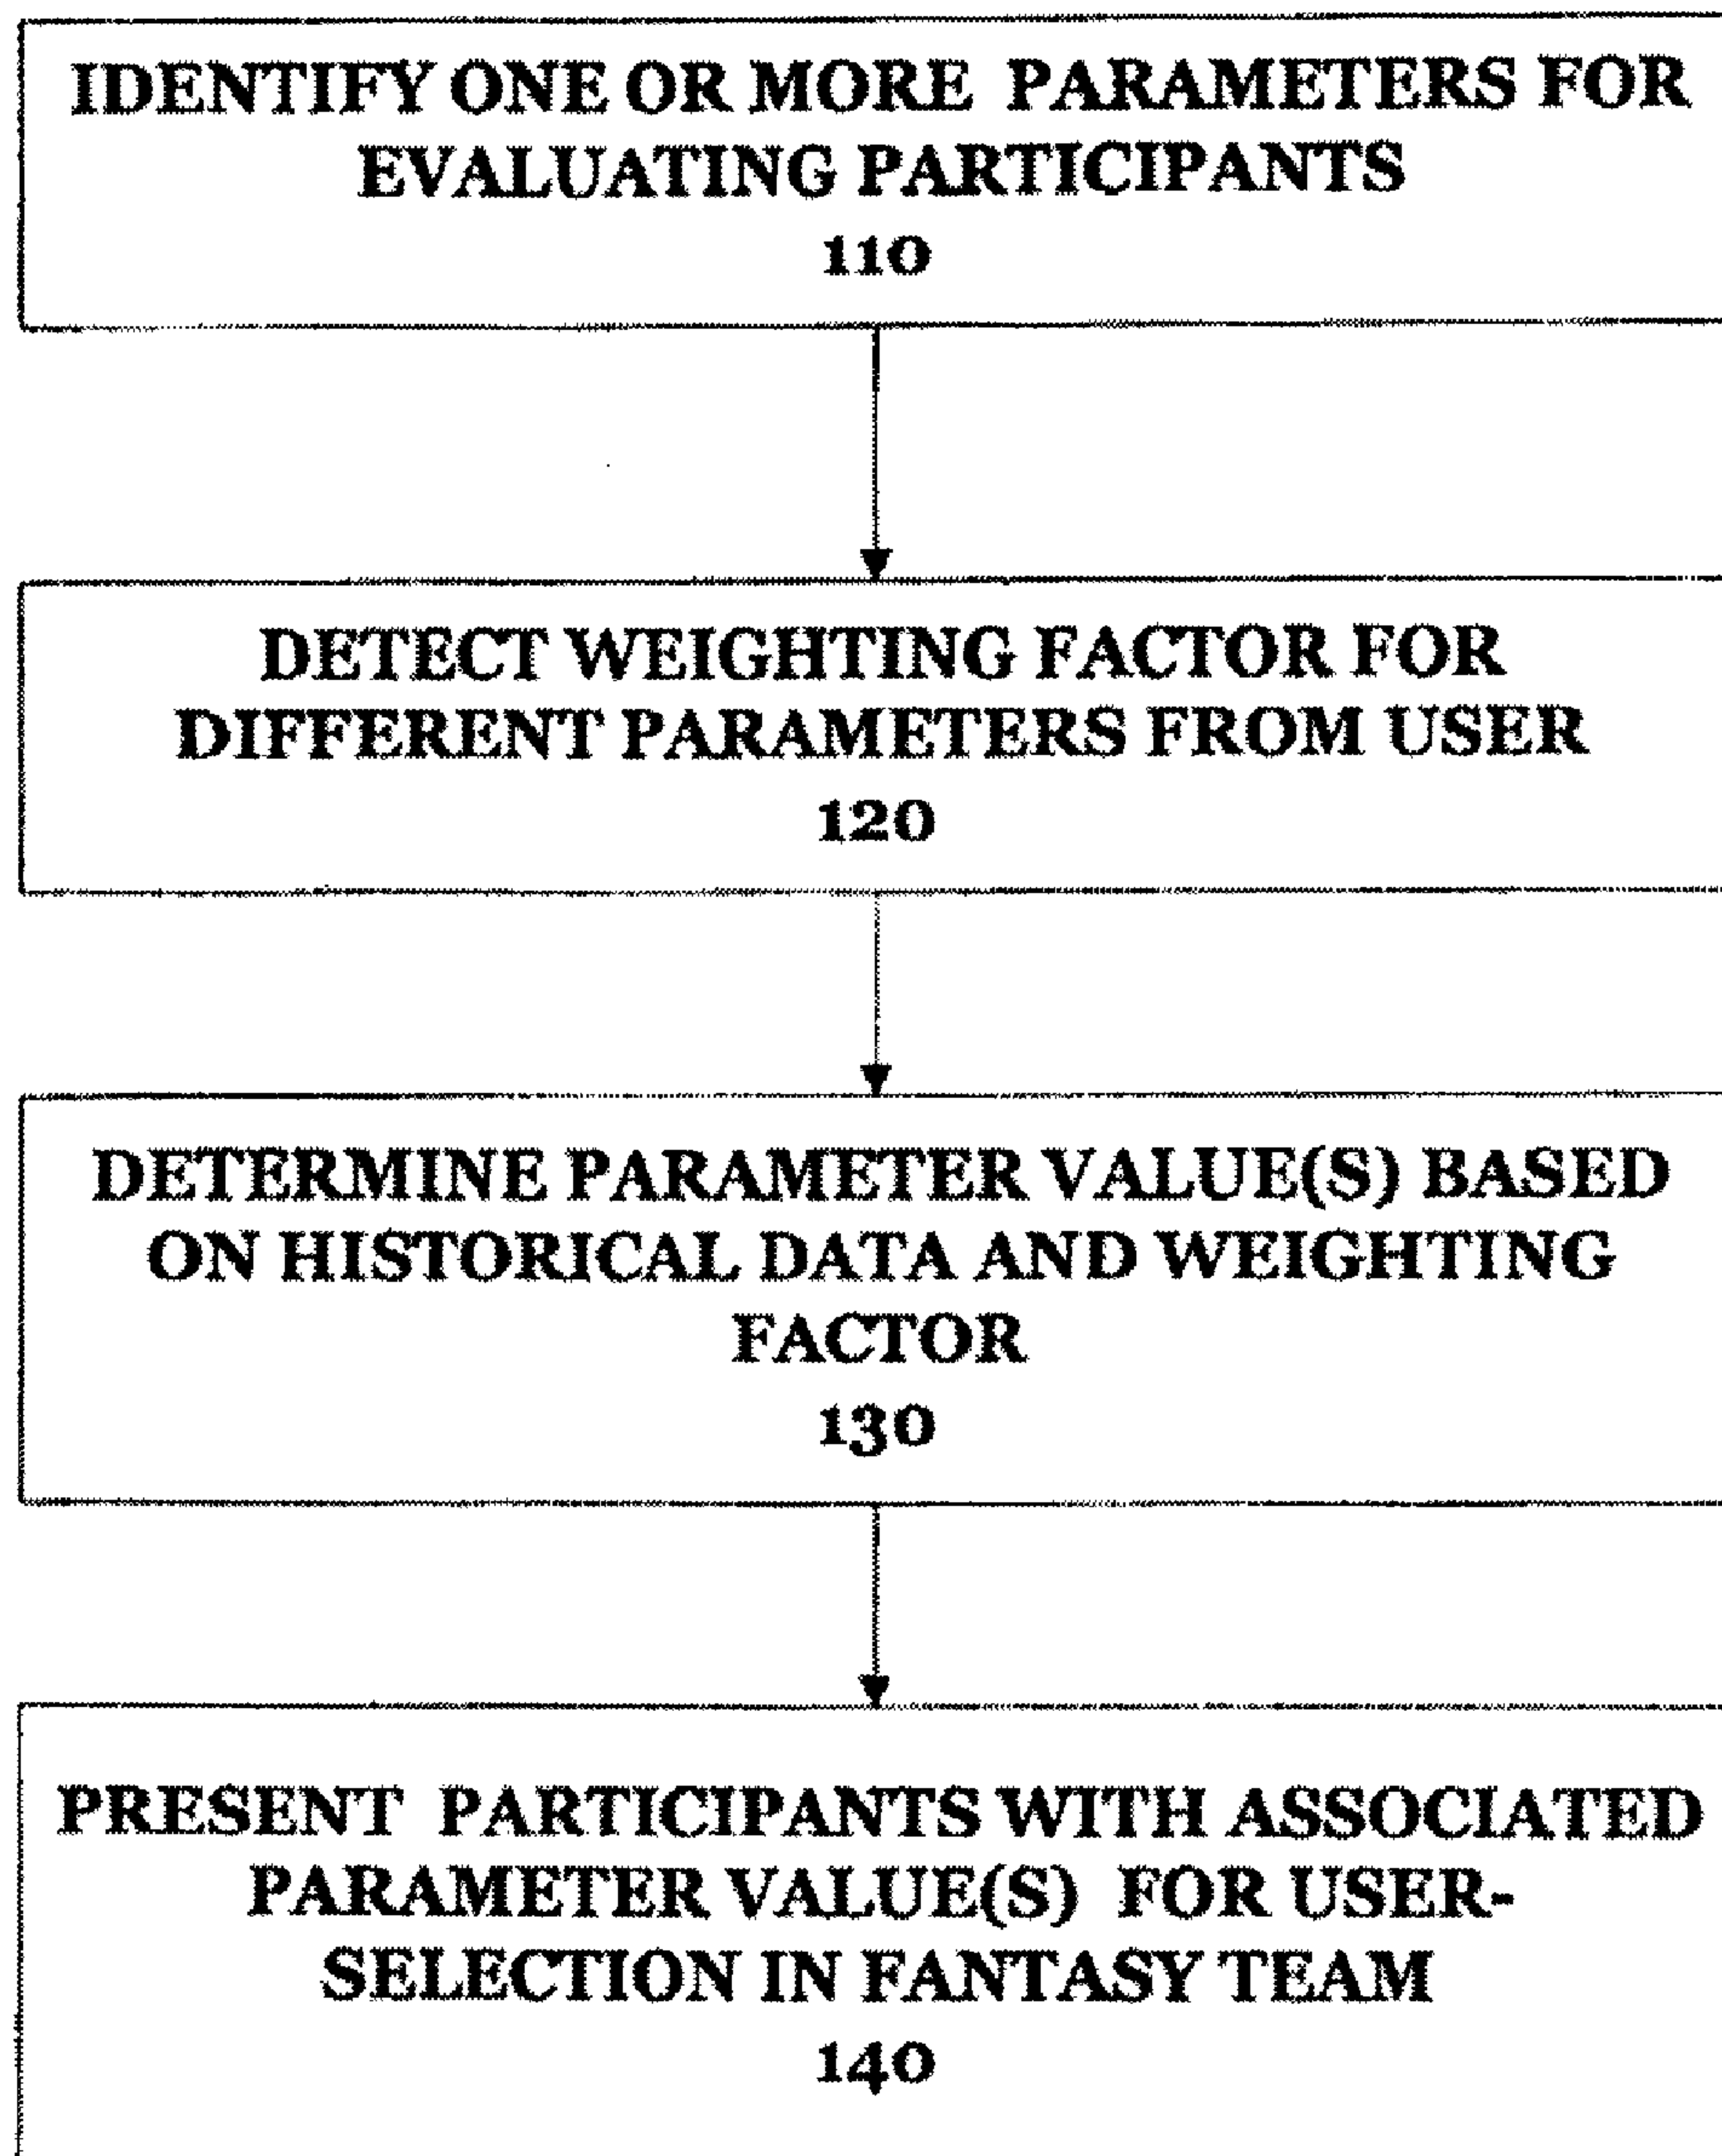 IDENTIFY ONE OR MORE PARAMETERS FOR
EVALUATING PARTICIPANTS
110
DETECT WEIGHTING FACTOR FOR
DIFFERENT PARAMETERS FROM USER
120
DETERMINE PARAMETER VALUE(S) BASED
ON HISTORICAL DATA AND WEIGHTING
FACTOR
130
PRESENT PARTICIPANTS WITH ASSOCIATED
PARAMETER VALUE(S) FOR USER-
SELECTION IN FANTASY TEAM
140